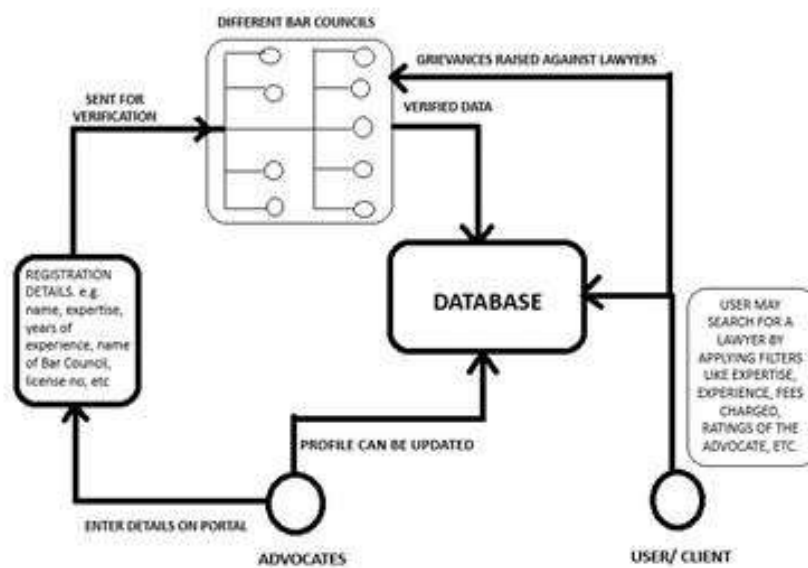 DIFFERENT BAR COUNCILS
GRIEVANCES RAISED AGAINST LAWYERS
SENT FOR
VERIFICATION
VERIFIED DATA
REGISTRATION
DETAILS. e.g.
name, expertise,
years of
experience, name
of Bar Council,
license no, etc
DATABASE
USER MAY
SEARCH FOR A
LAWYER BY
APPLYING FILTERS
LIKE EXPERTISE,
EXPERIENCE, FEES
CHARGED,
RATINGS OF THE
ADVOCATE, ETC.
PROFILE CAN BE UPDATED
ENTER DETAILS ON PORTAL
ADVOCATES
USER/ CLIENT